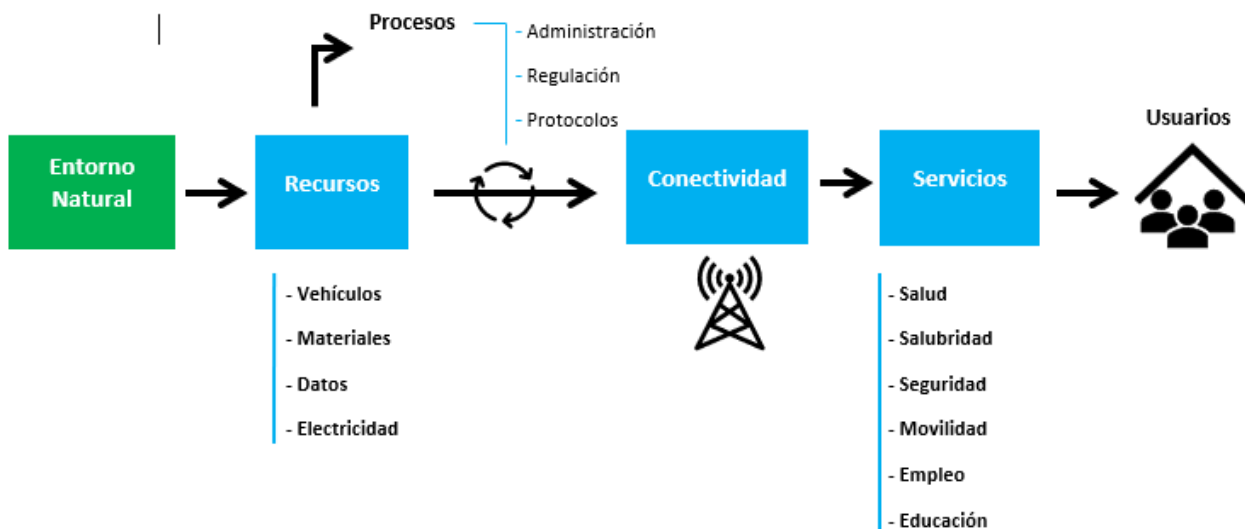 Procesos
- Administración
- Regulación
- Protocolos
Entorno
Natural
Recursos
- Vehículos
- Materiales
- Datos
- Electricidad
Conectividad
Servicios
- Salud
- Salubridad
- Seguridad
- Movilidad
- Empleo
- Educación
Usuarios